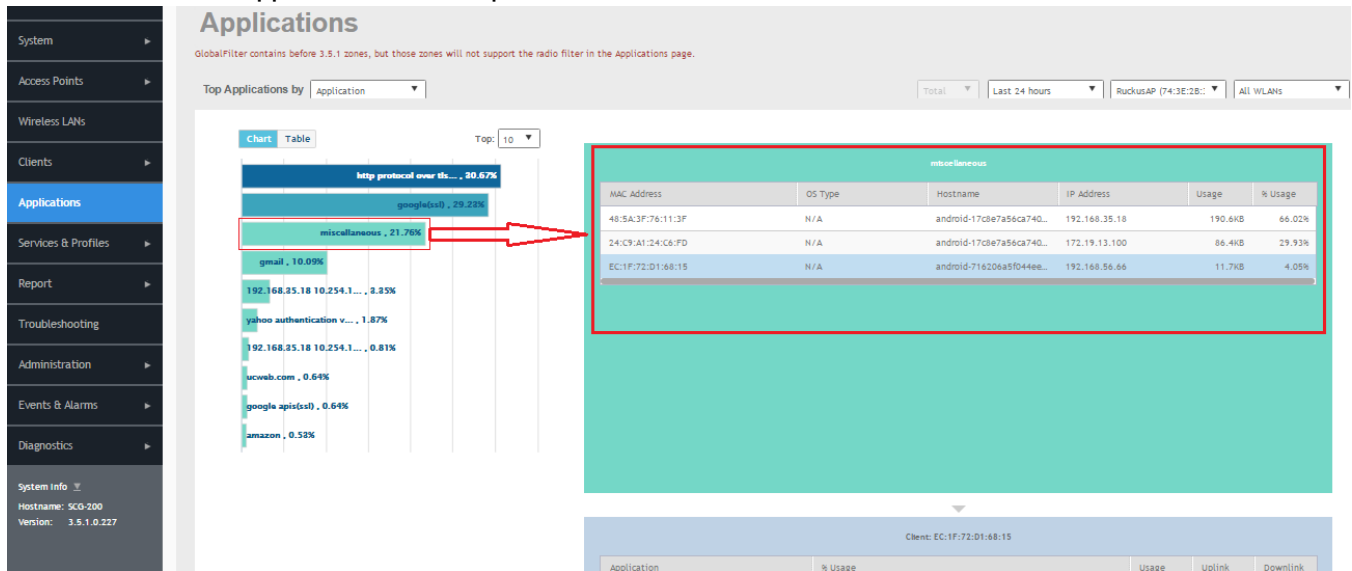 Applications
System
GlobalFilter contains before 3.5.1 zones, but those zones will not support the radio filter in the Applications page.
Access Points
Top Applications by Application
Total Last 24 hours RuckusAP (74:3E:2B:: All WLANs
Wireless LANs
Chart Table Top: 10
Clients
Applications
Services & Profiles
Report
Troubleshooting
Administration
Events & Alarms
Diagnostics
System Info
Hostname: SCG-200
Version: 3.5.1.0.227
http protocol over tls... , 30.67%
google(ssl) , 29.23%
miscellaneous , 21.76%
gmail , 10.09%
192.168.35.18 10.254.1... , 2.35%
yahoo authentication v... , 1.87%
192.168.35.18 10.254.1... , 0.81%
ucweb.com , 0.64%
google apis(ssl) , 0.64%
amazon , 0.58%
miscellaneous
MAC Address OS Type Hostname IP Address Usage % Usage
48:5A:3F:76:11:3F N/A android-17c8e7a56ca740... 192.168.35.18 190.6KB 66.02%
24:C9:A1:24:C6:FD N/A android-17c8e7a56ca740... 172.19.13.100 86.4KB 29.93%
EC:1F:72:D1:68:15 N/A android-716206a5f044ee... 192.168.56.66 11.7KB 4.05%
Client: EC:1F:72:D1:68:15
Application % Usage Usage Uplink Downlink